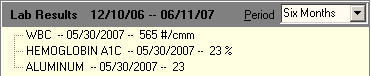 Lab Results 12/10/06 -- 06/11/07 Period Six Months
WBC -- 05/30/2007 -- 565 #/cmm
HEMOGLOBIN A1C -- 05/30/2007 -- 23 %
ALUMINUM -- 05/30/2007 -- 23